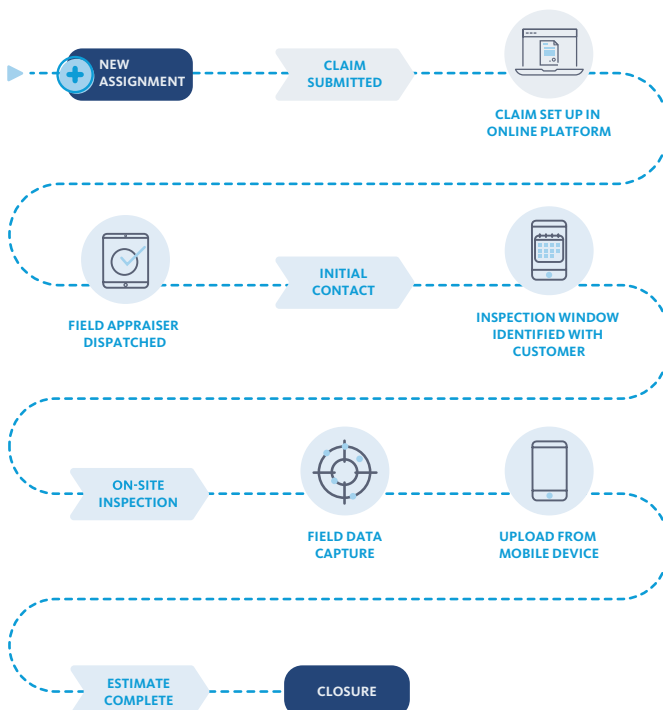 NEW
ASSIGNMENT
CLAIM
SUBMITTED
CLAIM SET UP IN
ONLINE PLATFORM
FIELD APPRAISER
DISPATCHED
INITIAL
CONTACT
INSPECTION WINDOW
IDENTIFIED WITH
CUSTOMER
ON-SITE
INSPECTION
FIELD DATA
CAPTURE
UPLOAD FROM
MOBILE DEVICE
ESTIMATE
COMPLETE
CLOSURE